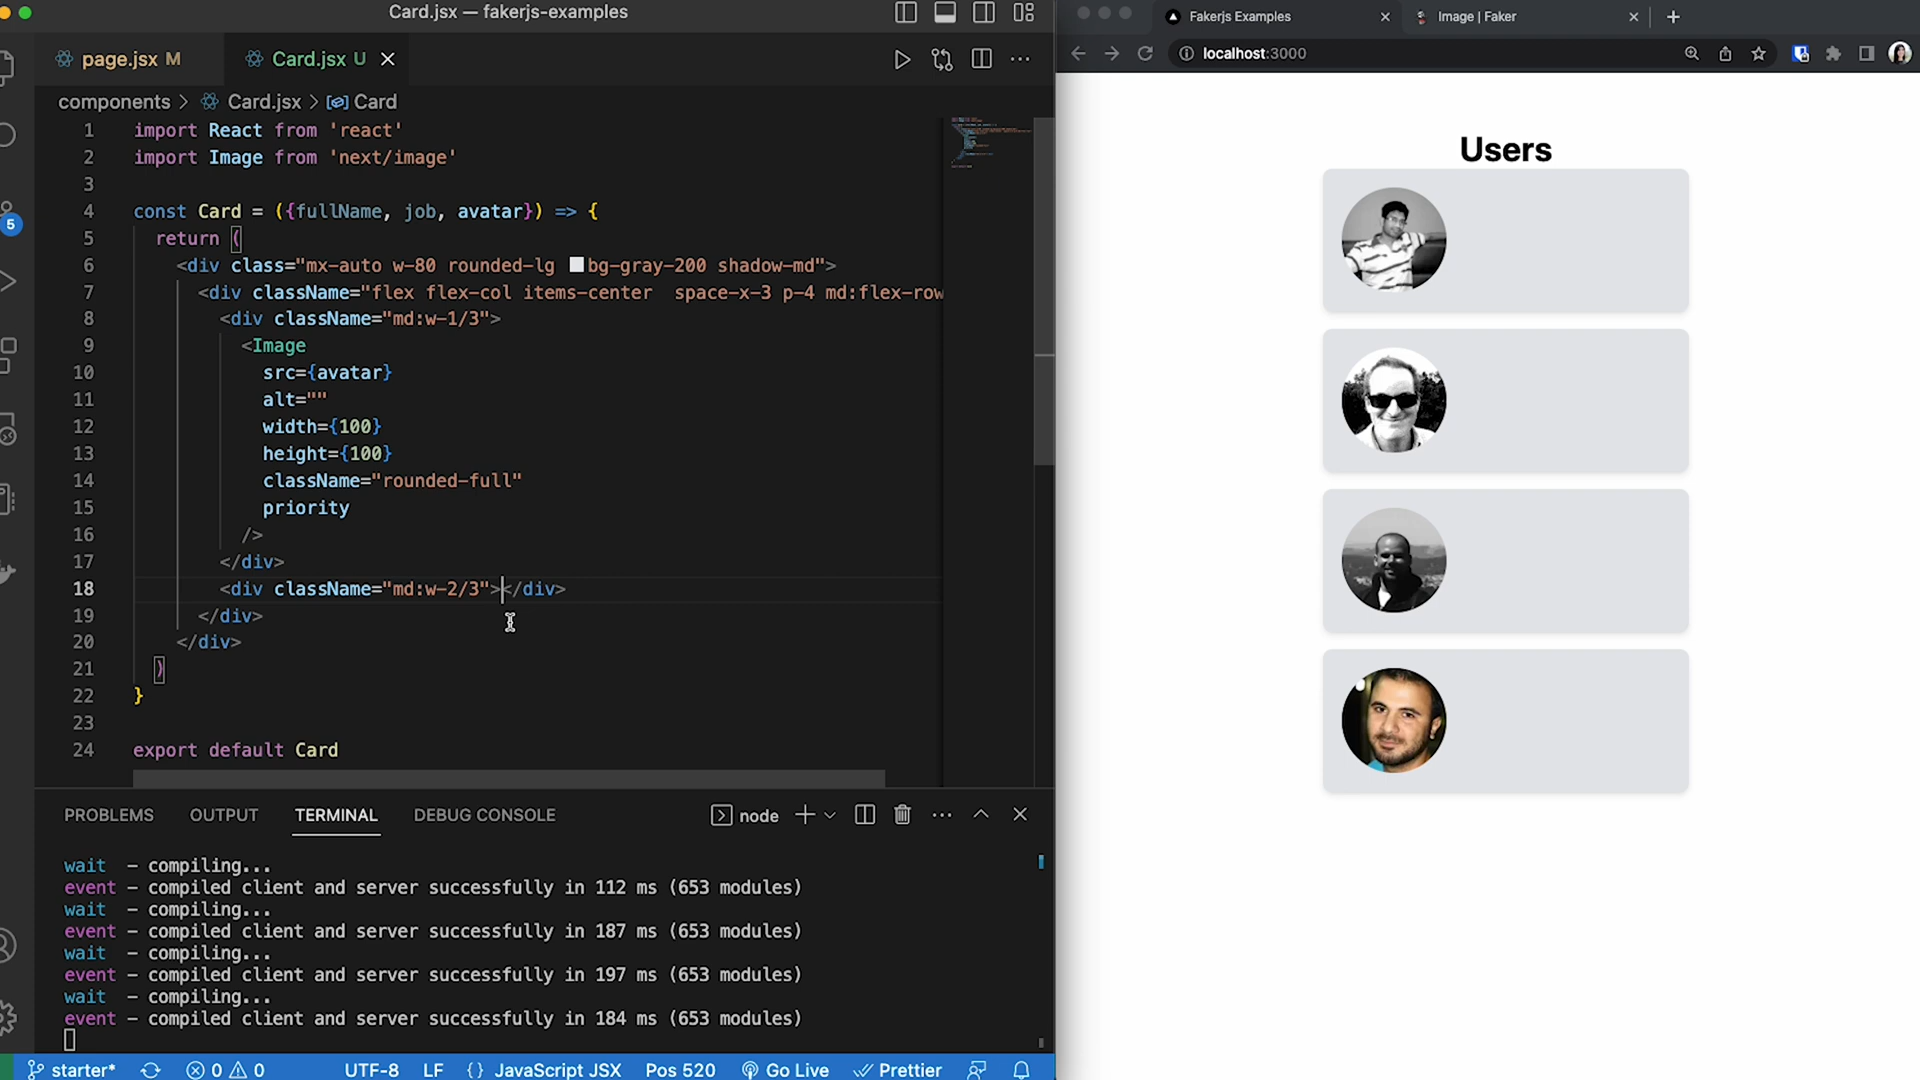 Card.jsx — fakerjs-examples
page.jsx M
Card.jsx U
components > Card.jsx > Card
1 import React from 'react'
2 import Image from 'next/image'
3
4 const Card = ({fullName, job, avatar}) => {
5 return (
6 <div class="mx-auto w-80 rounded-lg bg-gray-200 shadow-md">
7 <div className="flex flex-col items-center  space-x-3 p-4 md:flex-row
8 <div className="md:w-1/3">
9 <Image
10 src={avatar}
11 alt=""
12 width={100}
13 height={100}
14 className="rounded-full"
15 priority
16 />
17 </div>
18 <div className="md:w-2/3"></div>
19 </div>
20 </div>
21 )
22 }
23
24 export default Card
5
PROBLEMS OUTPUT TERMINAL DEBUG CONSOLE
node
wait - compiling...
event - compiled client and server successfully in 112 ms (653 modules)
wait - compiling...
event - compiled client and server successfully in 187 ms (653 modules)
wait - compiling...
event - compiled client and server successfully in 197 ms (653 modules)
wait - compiling...
event - compiled client and server successfully in 184 ms (653 modules)
starter* 0 0 UTF-8 LF {} JavaScript JSX Pos 520 Go Live Prettier
Fakerjs Examples
Image | Faker
localhost:3000
Users